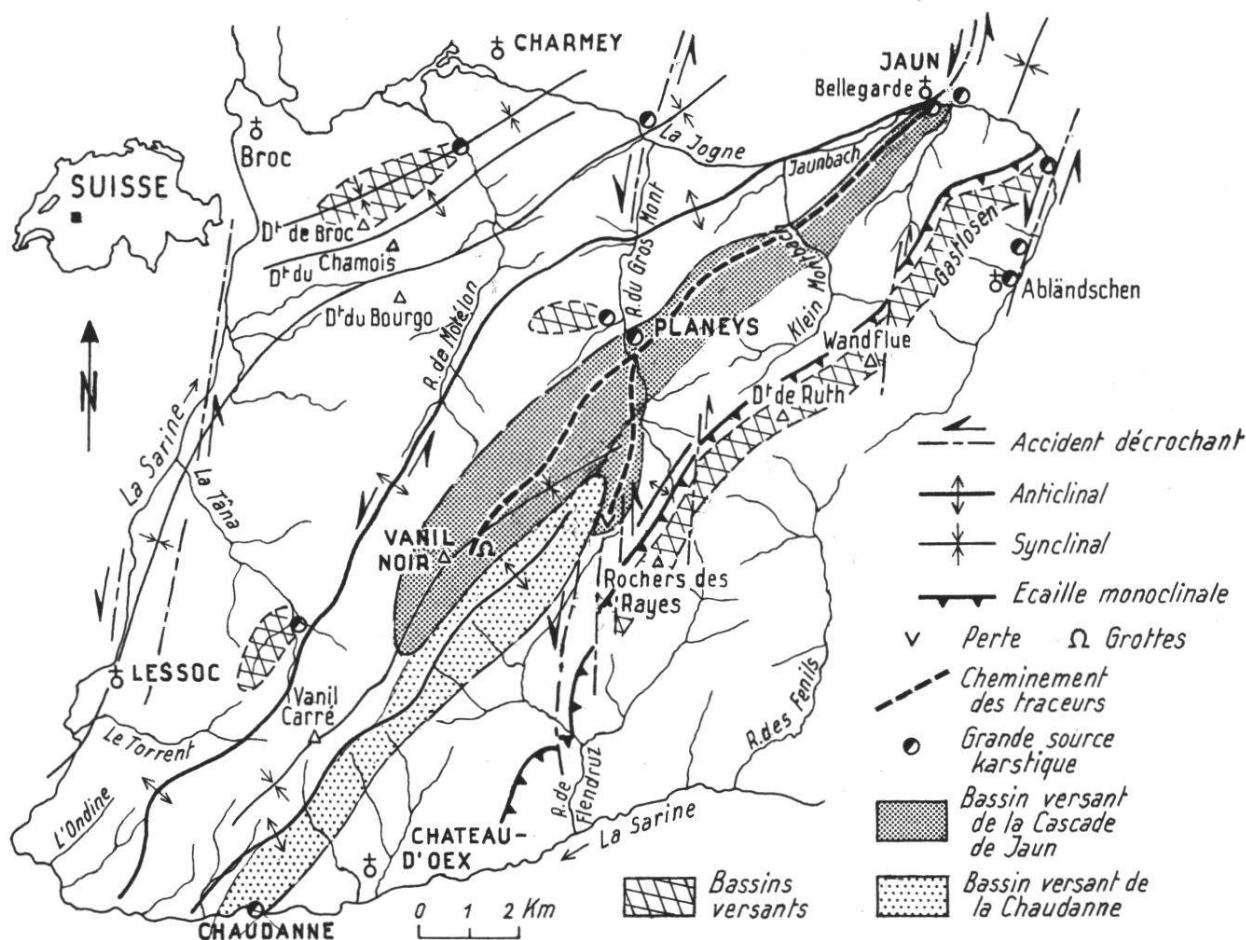 CHARMEY
JAUN
Bellegarde
Broc
La Jogne
Jaunbach
SUISSE
Dt de Broc
Dt du Chamois
Dt du Bourgo
R. de Motélon
R. du Gros Mont
Klein Montbach
Gastlosen
Abländschen
PLANEYS
Wandflue
Dt de Ruth
N
La Sarine
La Tâna
VANIL
NOIR
Ω
Rochers des
Rayes
LESSOC
Vanil
Carré
Le Torrent
L'Ondine
R. des Fenils
R. de
Flendruz
La Sarine
CHATEAU-
D'OEX
CHAUDANNE
0 1 2 Km
Accident décrochant
Anticlinal
Synclinal
Ecaille monoclinale
Perte Ω Grottes
Cheminement
des traceurs
Grande source
karstique
Bassin versant
de la Cascade
de Jaun
Bassins
versants
Bassin versant de
la Chaudanne